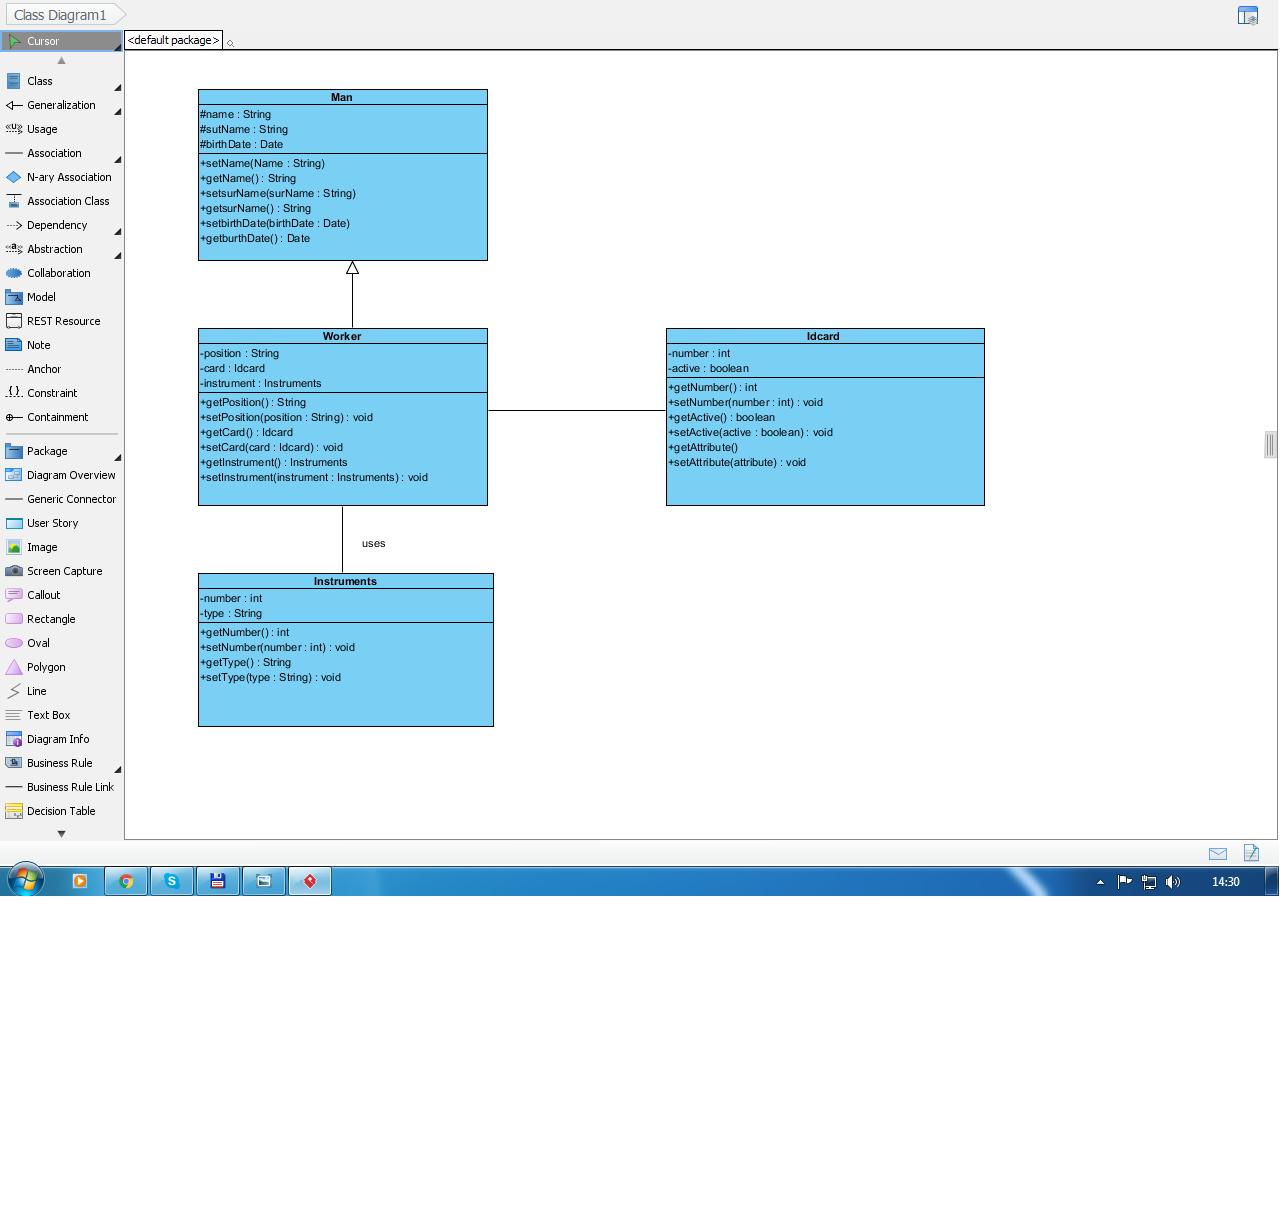 Class Diagram1
Cursor
<default package>
Class
Generalization
Usage
Association
N-ary Association
Association Class
Dependency
Abstraction
Collaboration
Model
REST Resource
Note
Anchor
Constraint
Containment
Package
Diagram Overview
Generic Connector
User Story
Image
Screen Capture
Callout
Rectangle
Oval
Polygon
Line
Text Box
Diagram Info
Business Rule
Business Rule Link
Decision Table
Man
#name : String
#sutName : String
#birthDate : Date
+setName(Name : String)
+getName() : String
+setsurName(surName : String)
+getsurName() : String
+setbirthDate(birthDate : Date)
+getburthDate() : Date
Worker
-position : String
-card : Idcard
-instrument : Instruments
+getPosition() : String
+setPosition(position : String) : void
+getCard() : Idcard
+setCard(card : Idcard) : void
+getInstrument() : Instruments
+setInstrument(instrument : Instruments) : void
Idcard
-number : int
-active : boolean
+getNumber() : int
+setNumber(number : int) : void
+getActive() : boolean
+setActive(active : boolean) : void
+getAttribute()
+setAttribute(attribute) : void
uses
Instruments
-number : int
-type : String
+getNumber() : int
+setNumber(number : int) : void
+getType() : String
+setType(type : String) : void
14:30